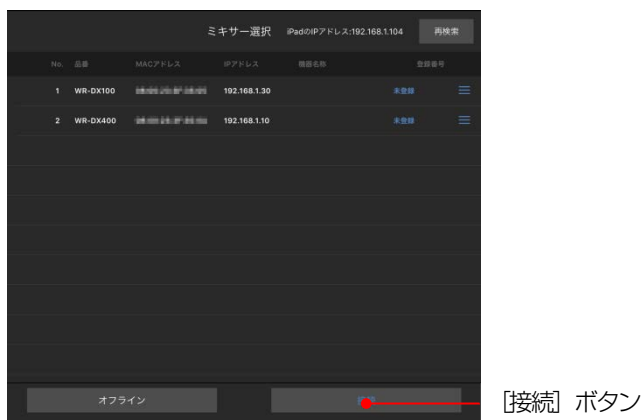 ミキサー選択 iPadのIPアドレス:192.168.1.104 再検索
No. 品番 MACアドレス IPアドレス 機器名称 登録番号
1 WR-DX100 192.168.1.30 未登録
2 WR-DX400 192.168.1.10 未登録
オフライン
[接続] ボタン